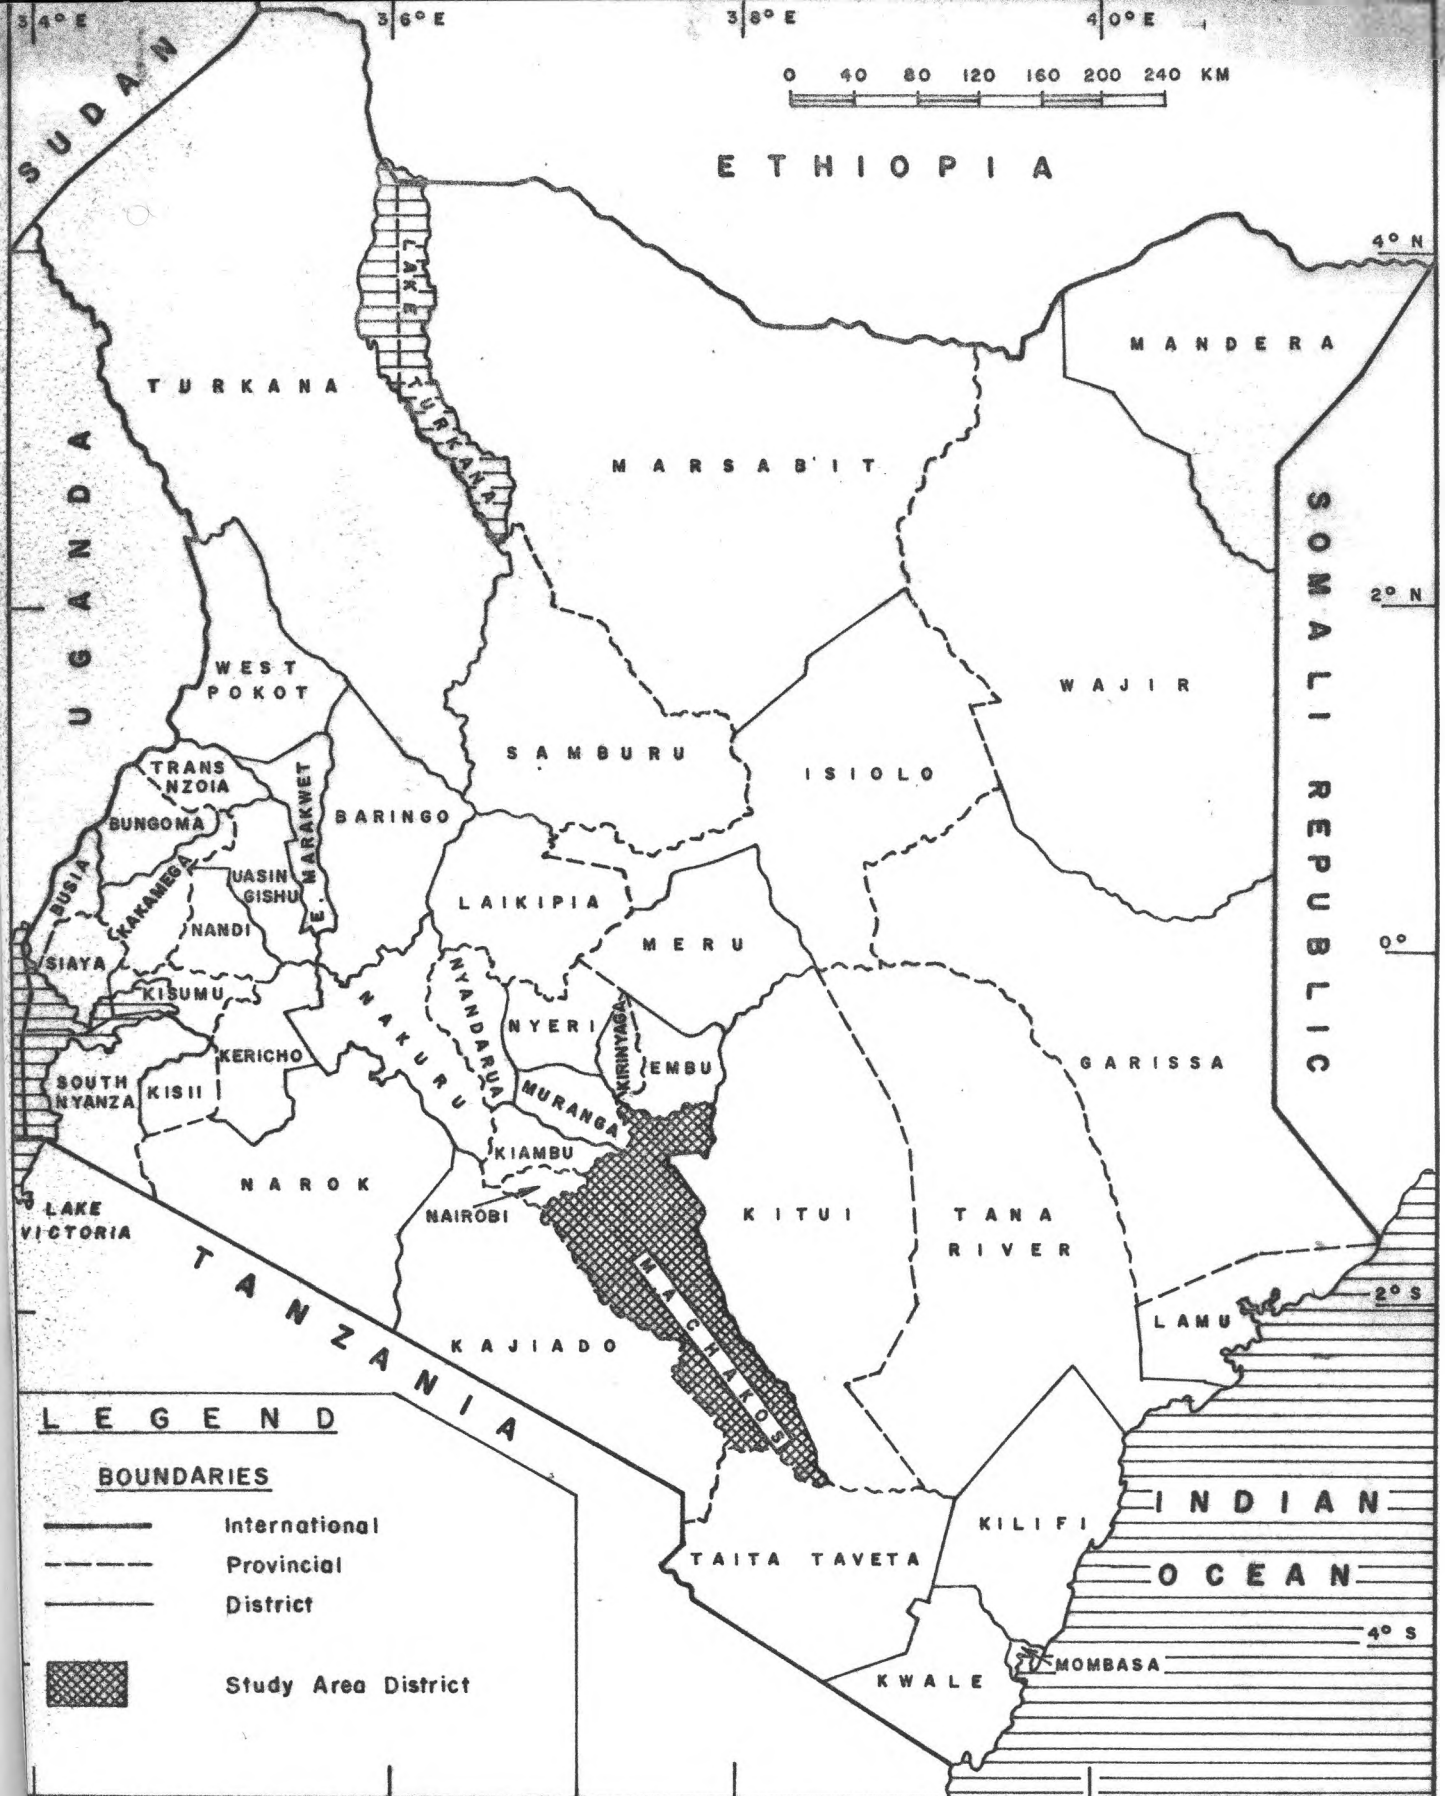 34°E 36°E 38°E 40°E
0 40 80 120 160 200 240 KM
SUDAN
ETHIOPIA
4° N
LAKE TURKANA
MANDERA
TURKANA
UGANDA
MARSABIT
SOMALI REPUBLIC
2° N
WEST
POKOT
WAJIR
SAMBURU
ISIOLO
TRANS
NZOIA
E. MARAKWET
BARINGO
BUNGOMA
BUSIA
KAKAMEGA
UASIN
GISHU
LAIKIPIA
NANDI
MERU
0°
SIAYA
KISUMU
NAKURU
NYANDARUA
NYERI
KIRINYAGA
EMBU
KERICHO
GARISSA
SOUTH
NYANZA
KISII
MURANGA
KIAMBU
NAROK
NAIROBI
KITUI
TANA
RIVER
LAKE
VICTORIA
TANZANIA
MACHAKOS
2° S
LAMU
KAJIADO
LEGEND
BOUNDARIES
International
Provincial
District
Study Area District
INDIAN
OCEAN
KILIFI
TAITA TAVETA
4° S
MOMBASA
KWALE